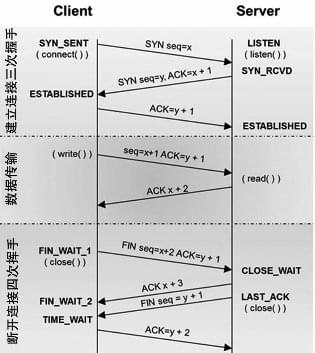 Client
Server
建立连接三次握手
SYN_SENT
(connect())
SYN seq=x
LISTEN
(listen())
SYN_RCVD
SYN seq=y, ACK=x+1
ESTABLISHED
ACK=y+1
ESTABLISHED
数据传输
(write())
seq=x+1 ACK=y+1
(read())
ACK x+2
断开连接四次挥手
FIN_WAIT_1
(close())
FIN seq=x+2 ACK=y+1
CLOSE_WAIT
ACK x+3
FIN_WAIT_2
LAST_ACK
(close())
FIN seq = y+1
TIME_WAIT
ACK=y+2